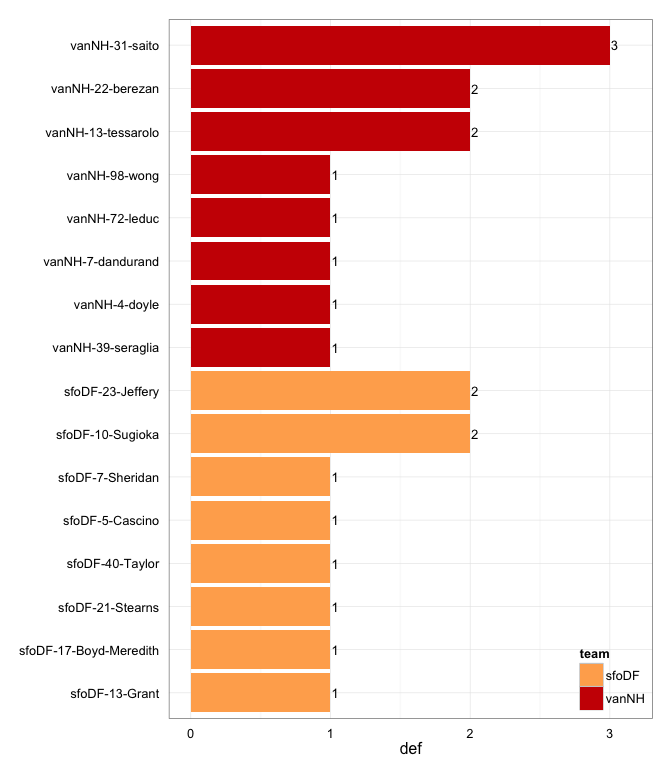 vanNH-31-saito 3
vanNH-22-berezan 2
vanNH-13-tessarolo 2
vanNH-98-wong 1
vanNH-72-leduc 1
vanNH-7-dandurand 1
vanNH-4-doyle 1
vanNH-39-seraglia 1
sfoDF-23-Jeffery 2
sfoDF-10-Sugioka 2
sfoDF-7-Sheridan 1
sfoDF-5-Cascino 1
sfoDF-40-Taylor 1
sfoDF-21-Stearns 1
sfoDF-17-Boyd-Meredith 1
sfoDF-13-Grant 1
team
sfoDF
vanNH
0 1 2 3
def